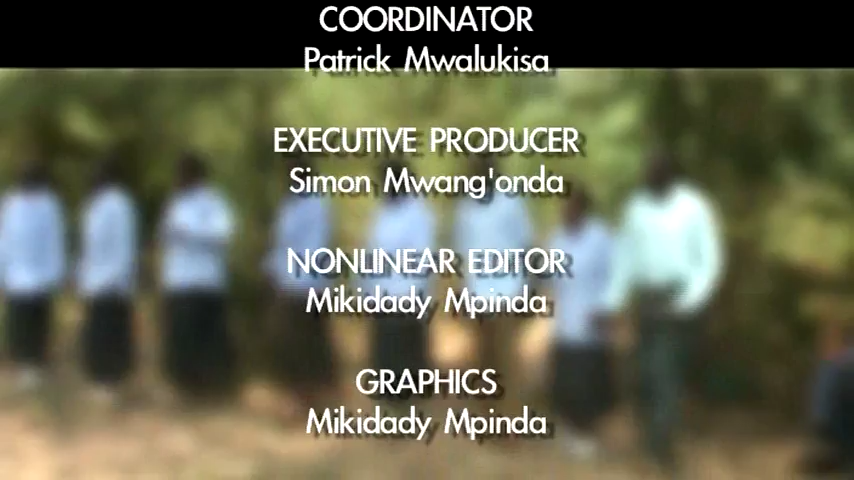 COORDINATOR
Patrick Mwalukisa
EXECUTIVE PRODUCER
Simon Mwang'onda
NONLINEAR EDITOR
Mikidady Mpinda
GRAPHICS
Mikidady Mpinda